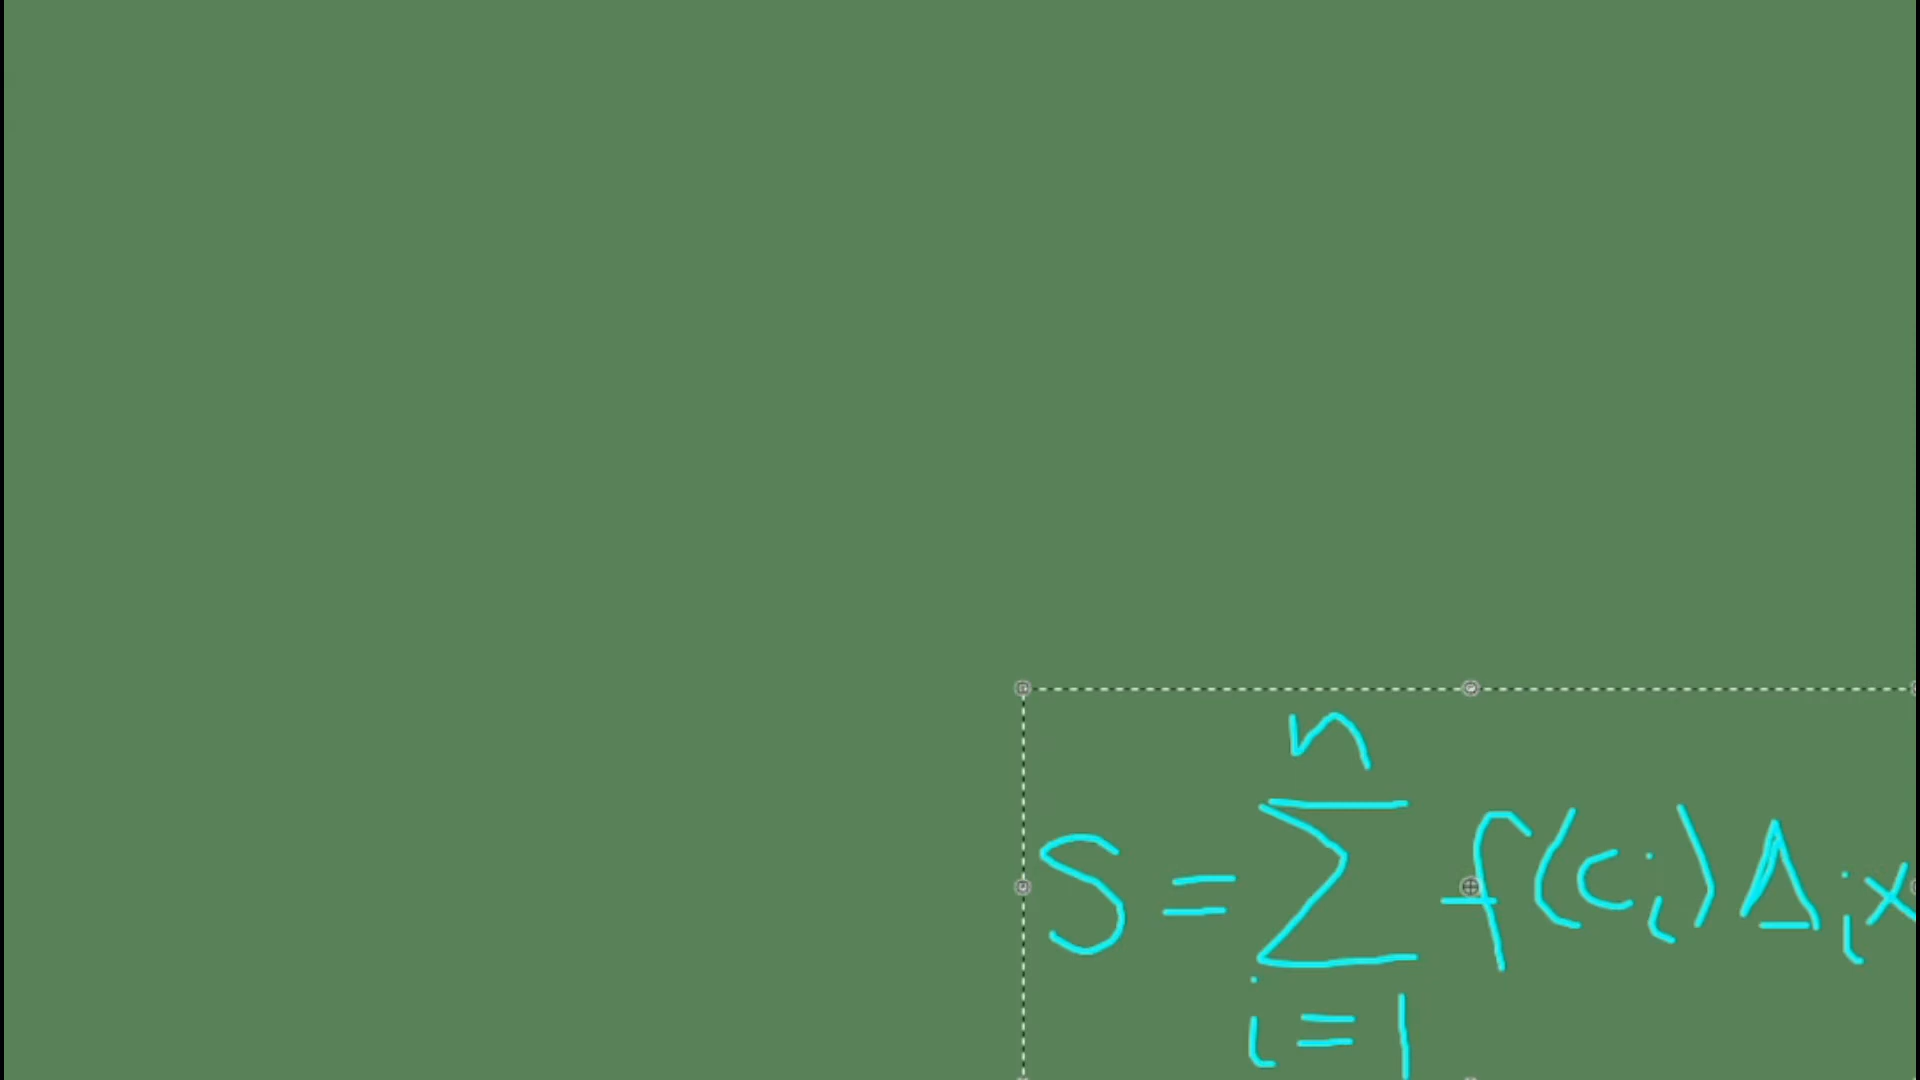 n
S = ∑ f(cᵢ) Δᵢx
i = 1